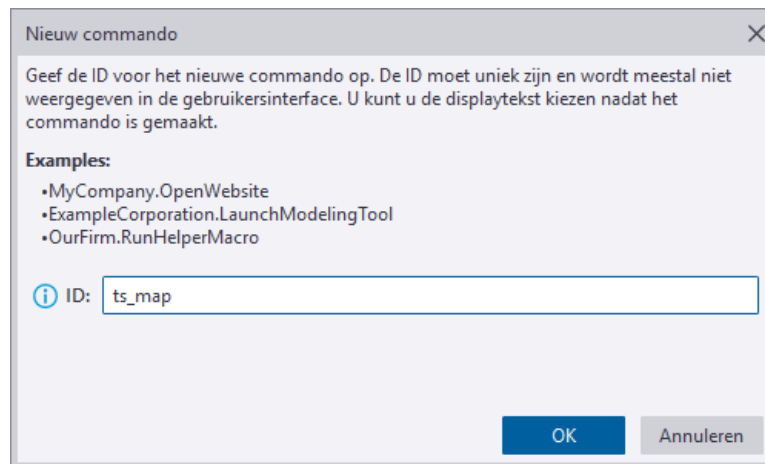 Nieuw commando
Geef de ID voor het nieuwe commando op. De ID moet uniek zijn en wordt meestal niet
weergegeven in de gebruikersinterface. U kunt u de displaytekst kiezen nadat het
commando is gemaakt.
Examples:
•MyCompany.OpenWebsite
•ExampleCorporation.LaunchModelingTool
•OurFirm.RunHelperMacro
ID: ts_map
OK Annuleren